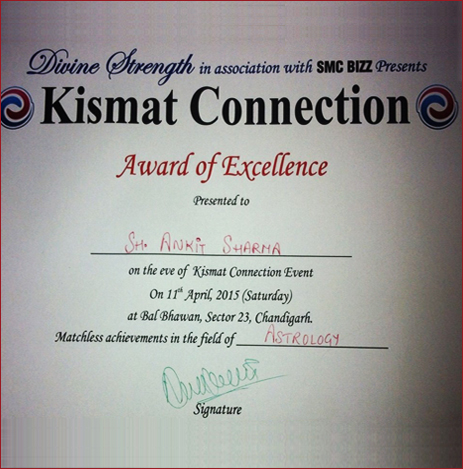 Divine Strength in association with SMC BIZZ Presents
Kismat Connection
Award of Excellence
Presented to
Sh. ANKIT SHARMA
on the eve of Kismat Connection Event
On 11th April, 2015 (Saturday)
at Bal Bhawan, Sector 23, Chandigarh.
Matchless achievements in the field of ASTROLOGY
Signature